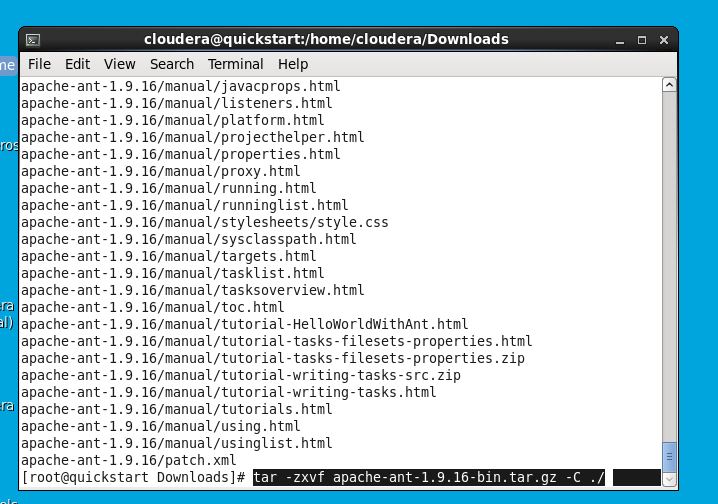 cloudera@quickstart:/home/cloudera/Downloads
File Edit View Search Terminal Help
apache-ant-1.9.16/manual/javacprops.html
apache-ant-1.9.16/manual/listeners.html
apache-ant-1.9.16/manual/platform.html
apache-ant-1.9.16/manual/projecthelper.html
apache-ant-1.9.16/manual/properties.html
apache-ant-1.9.16/manual/proxy.html
apache-ant-1.9.16/manual/running.html
apache-ant-1.9.16/manual/runninglist.html
apache-ant-1.9.16/manual/stylesheets/style.css
apache-ant-1.9.16/manual/sysclasspath.html
apache-ant-1.9.16/manual/targets.html
apache-ant-1.9.16/manual/tasklist.html
apache-ant-1.9.16/manual/tasksoverview.html
apache-ant-1.9.16/manual/toc.html
apache-ant-1.9.16/manual/tutorial-HelloWorldWithAnt.html
apache-ant-1.9.16/manual/tutorial-tasks-filesets-properties.html
apache-ant-1.9.16/manual/tutorial-tasks-filesets-properties.zip
apache-ant-1.9.16/manual/tutorial-writing-tasks-src.zip
apache-ant-1.9.16/manual/tutorial-writing-tasks.html
apache-ant-1.9.16/manual/tutorials.html
apache-ant-1.9.16/manual/using.html
apache-ant-1.9.16/manual/usinglist.html
apache-ant-1.9.16/patch.xml
[root@quickstart Downloads]# tar -zxvf apache-ant-1.9.16-bin.tar.gz -C ./